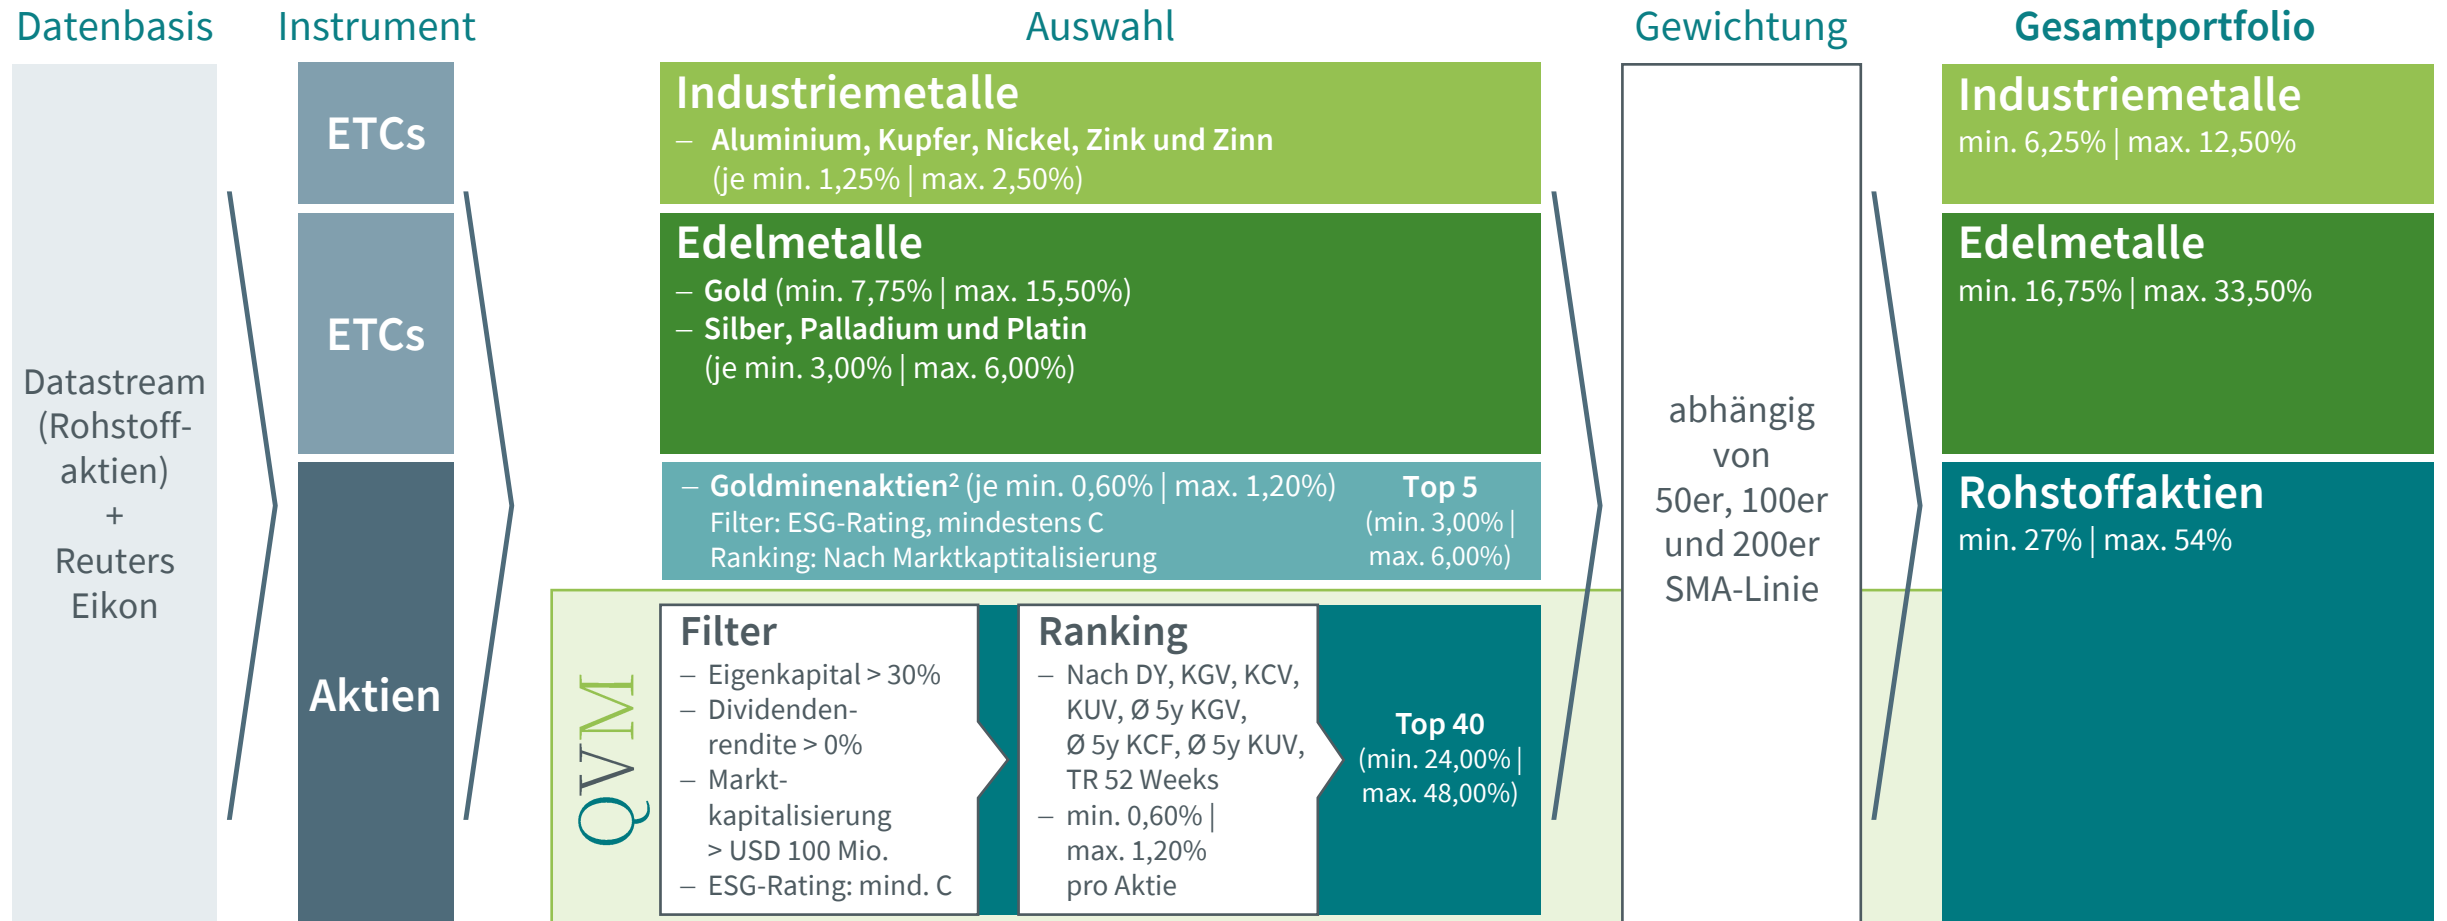 Datenbasis
Instrument
Auswahl
Gewichtung
Gesamtportfolio
Datastream
(Rohstoff-
aktien)
+
Reuters
Eikon
ETCs
ETCs
Aktien
Industriemetalle
– Aluminium, Kupfer, Nickel, Zink und Zinn
(je min. 1,25% | max. 2,50%)
Edelmetalle
– Gold (min. 7,75% | max. 15,50%)
– Silber, Palladium und Platin
(je min. 3,00% | max. 6,00%)
– Goldminenaktien² (je min. 0,60% | max. 1,20%)
Filter: ESG-Rating, mindestens C
Ranking: Nach Marktkaptitalisierung
Top 5
(min. 3,00% |
max. 6,00%)
QVM
Filter
– Eigenkapital > 30%
– Dividenden-
rendite > 0%
– Markt-
kapitalisierung
> USD 100 Mio.
– ESG-Rating: mind. C
Ranking
– Nach DY, KGV, KCV,
KUV, Ø 5y KGV,
Ø 5y KCF, Ø 5y KUV,
TR 52 Weeks
– min. 0,60% |
max. 1,20%
pro Aktie
Top 40
(min. 24,00% |
max. 48,00%)
abhängig
von
50er, 100er
und 200er
SMA-Linie
Industriemetalle
min. 6,25% | max. 12,50%
Edelmetalle
min. 16,75% | max. 33,50%
Rohstoffaktien
min. 27% | max. 54%